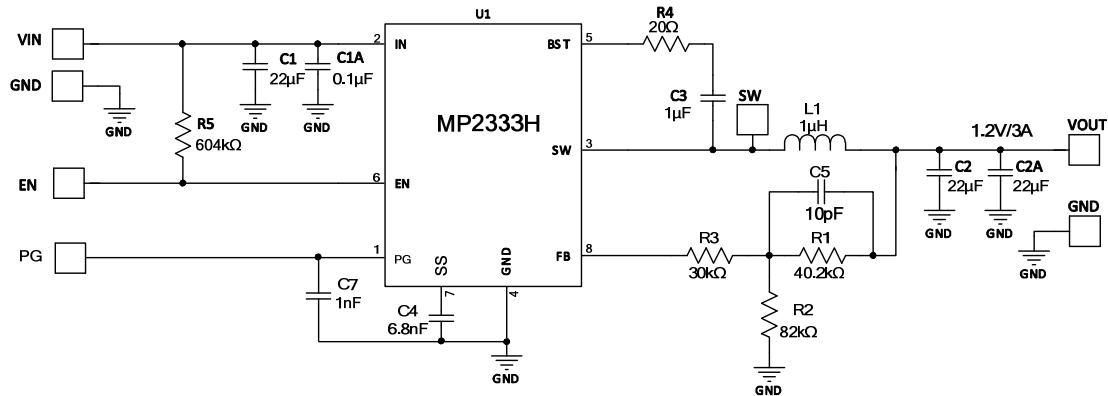 U1
MP2333H
VIN
GND
GND
R5
604kΩ
C1
22µF
GND
C1A
0.1µF
GND
2
IN
EN
6
EN
PG
1
PG
C7
1nF
SS
7
C4
6.8nF
GND
4
GND
BST
5
R4
20Ω
C3
1µF
SW
SW
3
L1
1µH
1.2V/3A
VOUT
C2
22µF
GND
C2A
22µF
GND
GND
GND
C5
10pF
FB
8
R3
30kΩ
R1
40.2kΩ
R2
82kΩ
GND